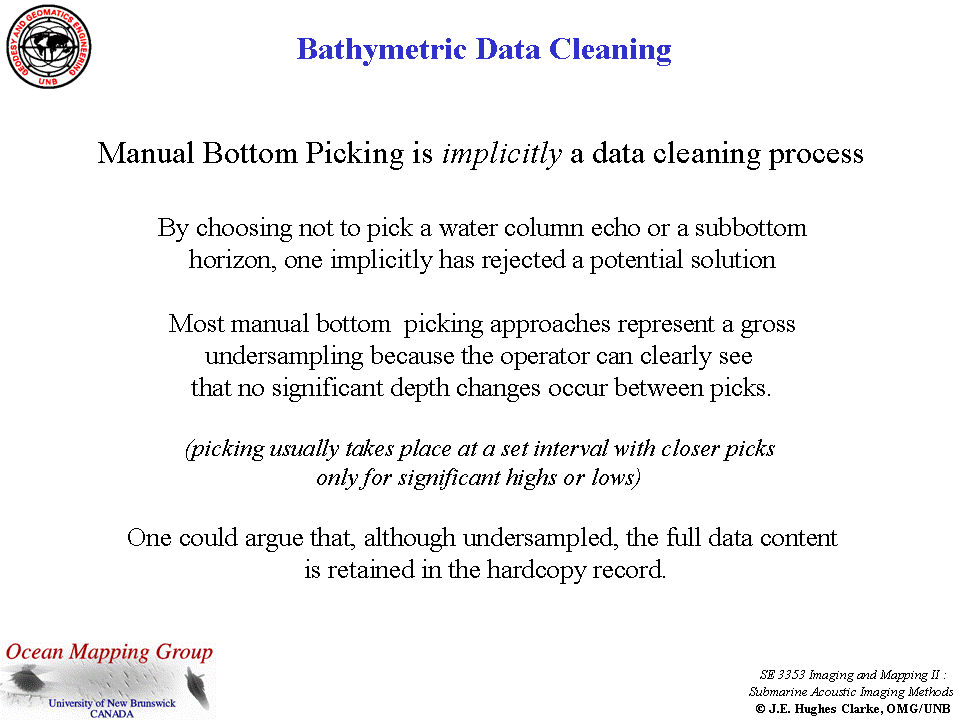 GEODESY AND GEOMATICS ENGINEERING
UNB
Bathymetric Data Cleaning
Manual Bottom Picking is implicitly a data cleaning process
By choosing not to pick a water column echo or a subbottom
horizon, one implicitly has rejected a potential solution
Most manual bottom  picking approaches represent a gross
undersampling because the operator can clearly see
that no significant depth changes occur between picks.
(picking usually takes place at a set interval with closer picks
only for significant highs or lows)
One could argue that, although undersampled, the full data content
is retained in the hardcopy record.
Ocean Mapping Group
University of New Brunswick
CANADA
SE 3353 Imaging and Mapping II :
Submarine Acoustic Imaging Methods
© J.E. Hughes Clarke, OMG/UNB